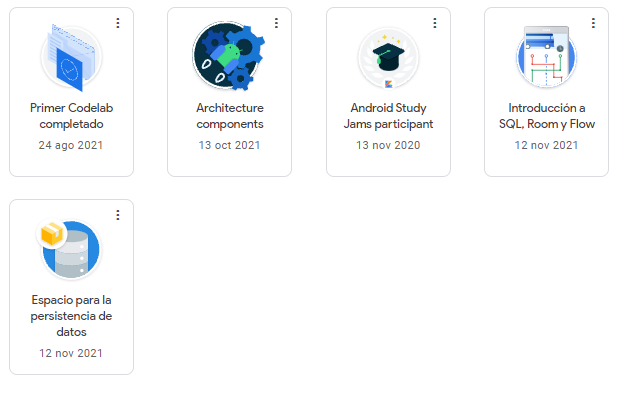 Primer Codelab
completado
24 ago 2021
Architecture
components
13 oct 2021
Android Study
Jams participant
13 nov 2020
Introducción a
SQL, Room y Flow
12 nov 2021
Espacio para la
persistencia de
datos
12 nov 2021